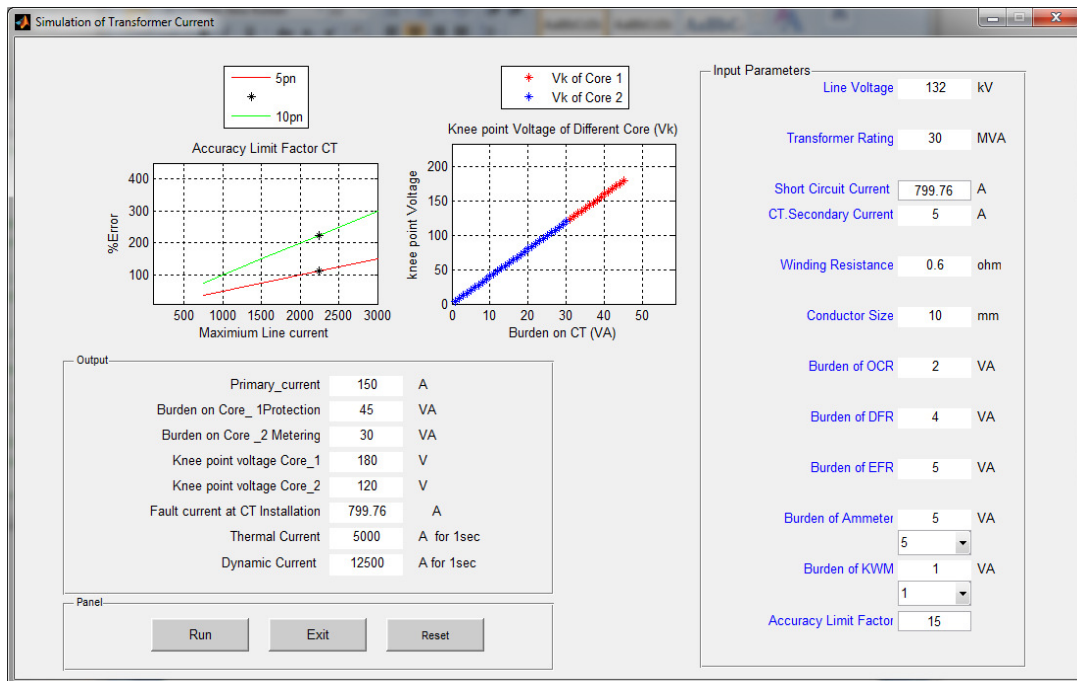 Simulation of Transformer Current
5pn
10pn
Accuracy Limit Factor CT
%Error
400
300
200
100
500 1000 1500 2000 2500 3000
Maximium Line current
Vk of Core 1
Vk of Core 2
Knee point Voltage of Different Core (Vk)
knee point Voltage
200
150
100
50
0
0 10 20 30 40 50
Burden on CT (VA)
Output
Primary_current 150 A
Burden on Core_ 1Protection 45 VA
Burden on Core _2 Metering 30 VA
Knee point voltage Core_1 180 V
Knee point voltage Core_2 120 V
Fault current at CT Installation 799.76 A
Thermal Current 5000 A for 1sec
Dynamic Current 12500 A for 1sec
Panel
Run Exit Reset
Input Parameters
Line Voltage 132 kV
Transformer Rating 30 MVA
Short Circuit Current 799.76 A
CT.Secondary Current 5 A
Winding Resistance 0.6 ohm
Conductor Size 10 mm
Burden of OCR 2 VA
Burden of DFR 4 VA
Burden of EFR 5 VA
Burden of Ammeter 5 VA
5
Burden of KWM 1 VA
1
Accuracy Limit Factor 15